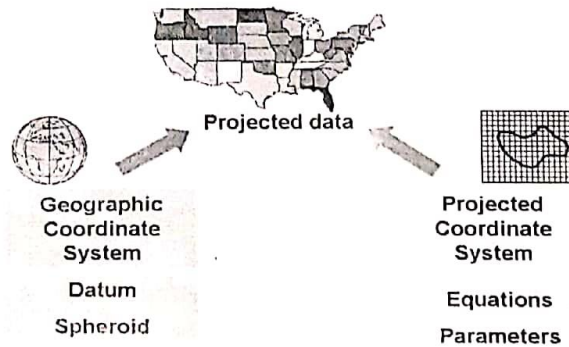 Projected data
Geographic
Coordinate
System
Datum
Spheroid
Projected
Coordinate
System
Equations
Parameters